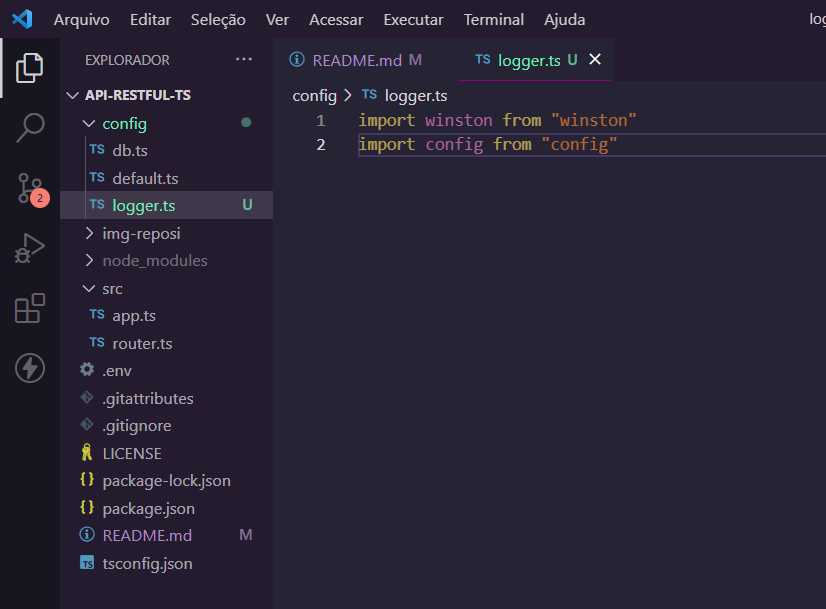 Arquivo Editar Seleção Ver Acessar Executar Terminal Ajuda
EXPLORADOR ···
README.md M
TS logger.ts U
API-RESTFUL-TS
config > TS logger.ts
config
1 import winston from "winston"
2 import config from "config"
TS db.ts
TS default.ts
TS logger.ts U
2
img-reposi
node_modules
src
TS app.ts
TS router.ts
.env
.gitattributes
.gitignore
LICENSE
{} package-lock.json
{} package.json
README.md M
TS tsconfig.json